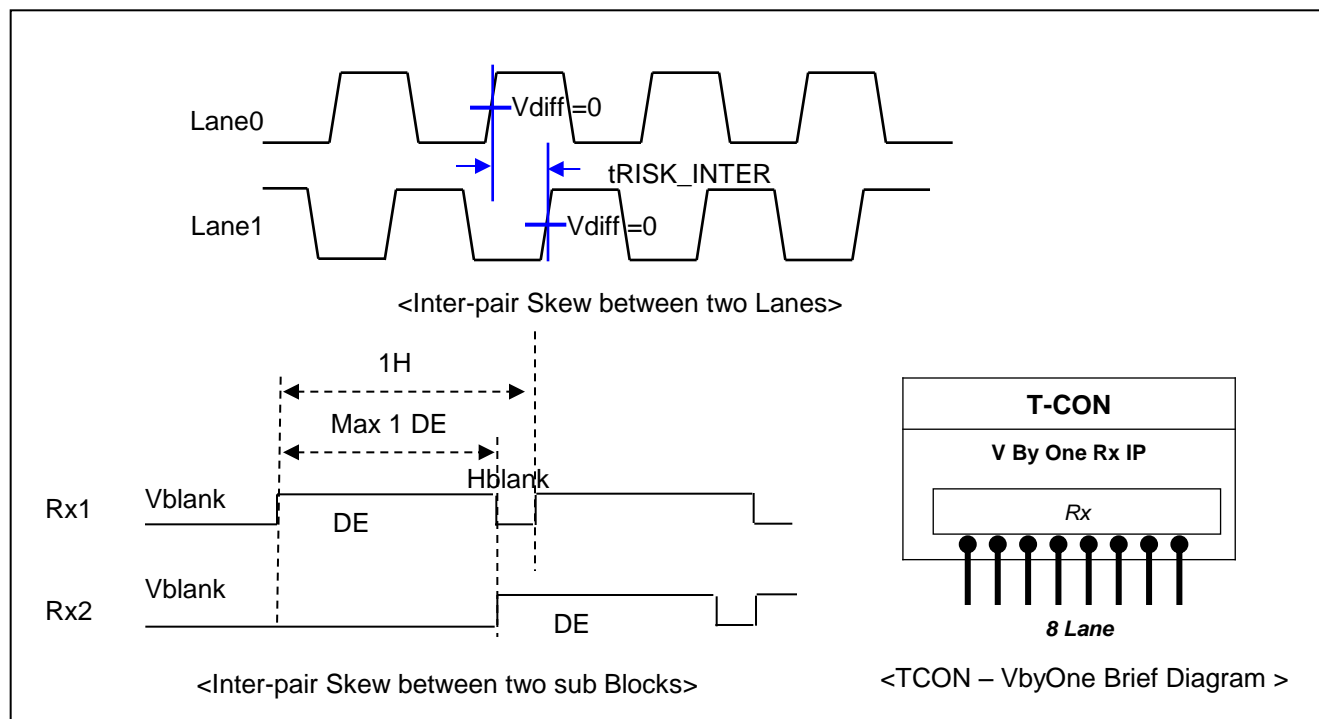 Lane0
Vdiff =0
tRISK_INTER
Lane1
Vdiff =0
<Inter-pair Skew between two Lanes>
1H
Max 1 DE
Hblank
Rx1
Vblank
DE
Rx2
Vblank
DE
<Inter-pair Skew between two sub Blocks>
T-CON
V By One Rx IP
Rx
8 Lane
<TCON – VbyOne Brief Diagram >